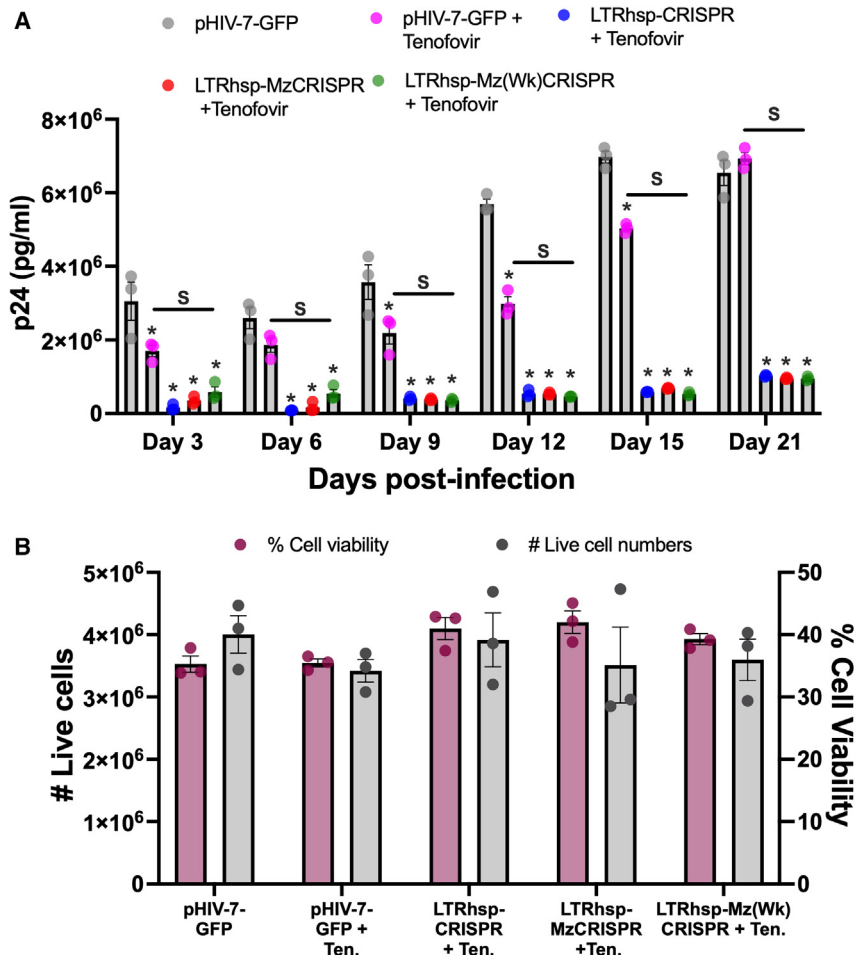 A
pHIV-7-GFP
pHIV-7-GFP +
Tenofovir
LTRhsp-CRISPR
+ Tenofovir
LTRhsp-MzCRISPR
+Tenofovir
LTRhsp-Mz(Wk)CRISPR
+ Tenofovir
p24 (pg/ml)
8×10⁶
6×10⁶
4×10⁶
2×10⁶
0
* * * * S
* * * S
* * * * S
* * * * S
* * * * S
* * * S
Day 3 Day 6 Day 9 Day 12 Day 15 Day 21
Days post-infection
B
% Cell viability
# Live cell numbers
# Live cells
5×10⁶
4×10⁶
3×10⁶
2×10⁶
1×10⁶
0
50
40
30
20
10
0
% Cell Viability
pHIV-7-
GFP
pHIV-7-
GFP +
Ten.
LTRhsp-
CRISPR
+ Ten.
LTRhsp-
MzCRISPR
+Ten.
LTRhsp-Mz(Wk)
CRISPR + Ten.